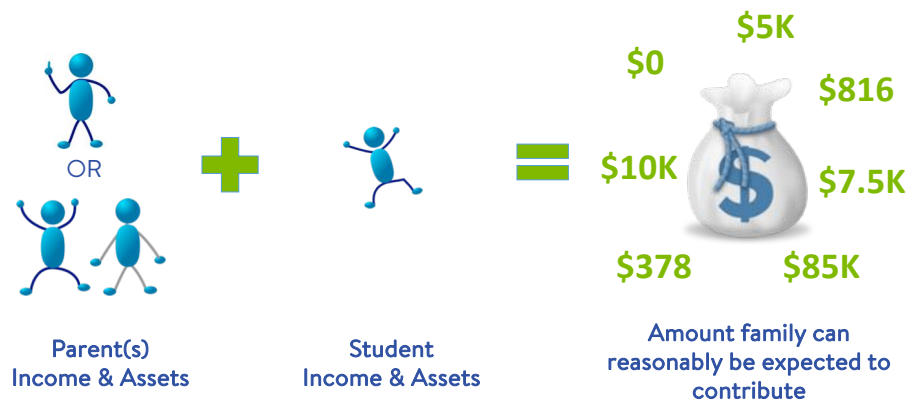 OR
Parent(s)
Income & Assets
Student
Income & Assets
$5K
$0
$816
$10K
$7.5K
$
$378
$85K
Amount family can
reasonably be expected to
contribute